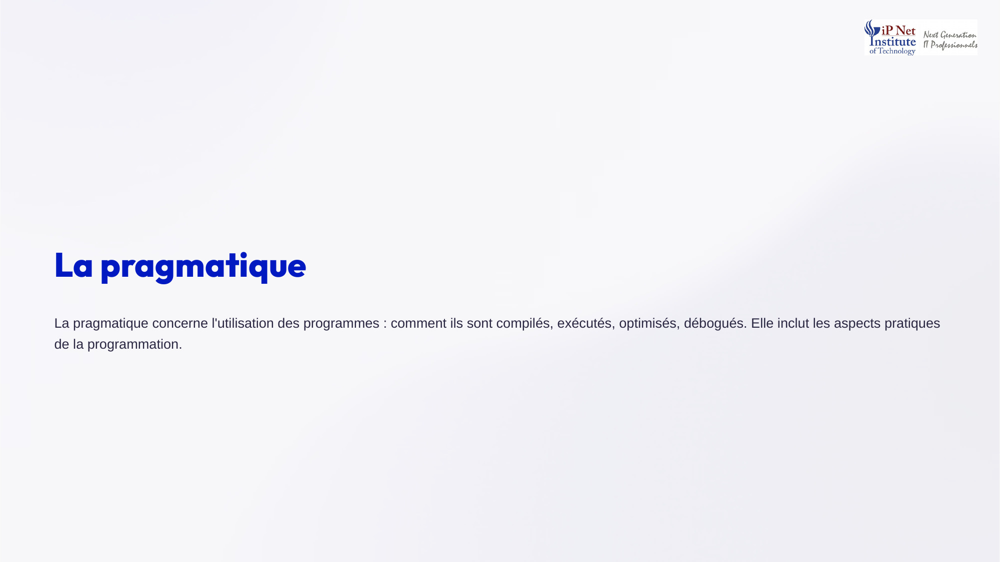 iP Net
Institute
of Technology
Next Generation
IT Professionnels
La pragmatique
La pragmatique concerne l'utilisation des programmes : comment ils sont compilés, exécutés, optimisés, débogués. Elle inclut les aspects pratiques
de la programmation.